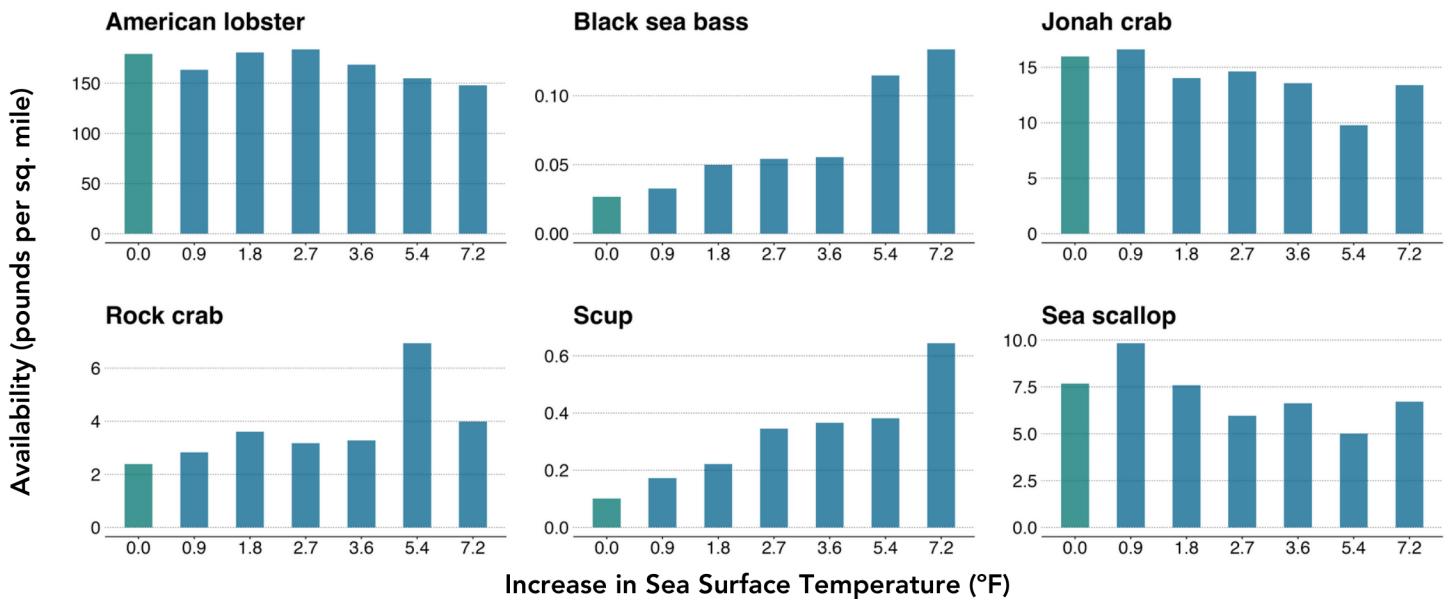 Availability (pounds per sq. mile)
American lobster
150
100
50
0
0.0 0.9 1.8 2.7 3.6 5.4 7.2
Black sea bass
0.10
0.05
0.00
0.0 0.9 1.8 2.7 3.6 5.4 7.2
Jonah crab
15
10
5
0
0.0 0.9 1.8 2.7 3.6 5.4 7.2
Rock crab
6
4
2
0
0.0 0.9 1.8 2.7 3.6 5.4 7.2
Scup
0.6
0.4
0.2
0.0
0.0 0.9 1.8 2.7 3.6 5.4 7.2
Sea scallop
10.0
7.5
5.0
2.5
0.0
0.0 0.9 1.8 2.7 3.6 5.4 7.2
Increase in Sea Surface Temperature (°F)